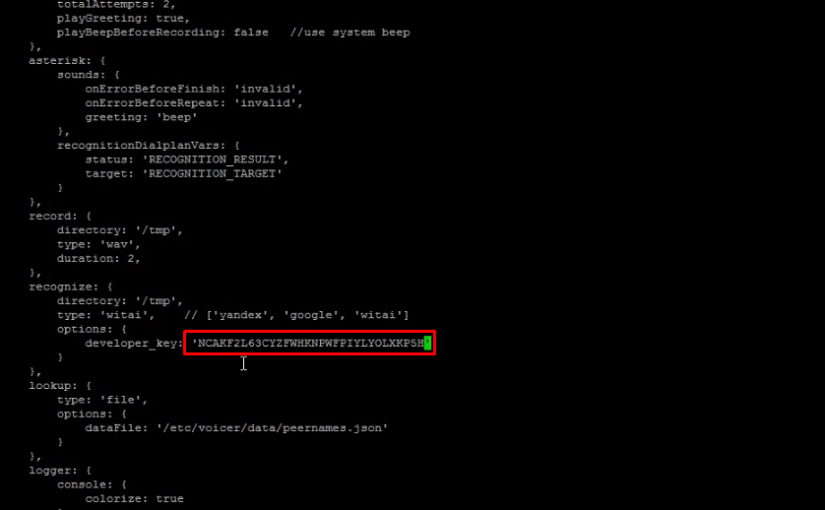 totalAttempts: 2,
playGreeting: true,
playBeepBeforeRecording: false //use system beep
},
asterisk: {
sounds: {
onErrorBeforeFinish: 'invalid',
onErrorBeforeRepeat: 'invalid',
greeting: 'beep'
},
recognitionDialplanVars: {
status: 'RECOGNITION_RESULT',
target: 'RECOGNITION_TARGET'
}
},
record: {
directory: '/tmp',
type: 'wav',
duration: 2,
},
recognize: {
directory: '/tmp',
type: 'witai', // ['yandex', 'google', 'witai']
options: {
developer_key: 'NCAKF2L63CYZFWHKNPWFPIYLYOLXKP5H'
}
},
lookup: {
type: 'file',
options: {
dataFile: '/etc/voicer/data/peernames.json'
}
},
logger: {
console: {
colorize: true